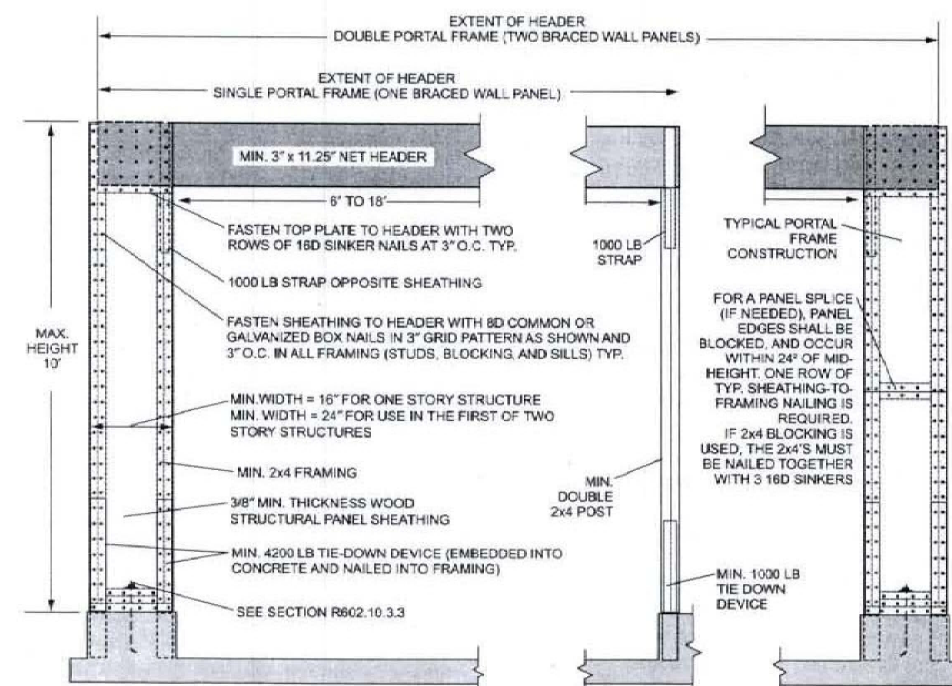 EXTENT OF HEADER
DOUBLE PORTAL FRAME (TWO BRACED WALL PANELS)
EXTENT OF HEADER
SINGLE PORTAL FRAME (ONE BRACED WALL PANEL)
MIN. 3" x 11.25" NET HEADER
6' TO 18'
FASTEN TOP PLATE TO HEADER WITH TWO
ROWS OF 16D SINKER NAILS AT 3" O.C. TYP.
1000 LB STRAP OPPOSITE SHEATHING
FASTEN SHEATHING TO HEADER WITH 8D COMMON OR
GALVANIZED BOX NAILS IN 3" GRID PATTERN AS SHOWN AND
3" O.C. IN ALL FRAMING (STUDS, BLOCKING, AND SILLS) TYP.
MAX.
HEIGHT
10'
MIN. WIDTH = 16" FOR ONE STORY STRUCTURE
MIN. WIDTH = 24" FOR USE IN THE FIRST OF TWO
STORY STRUCTURES
MIN. 2x4 FRAMING
3/8" MIN. THICKNESS WOOD
STRUCTURAL PANEL SHEATHING
MIN. 4200 LB TIE-DOWN DEVICE (EMBEDDED INTO
CONCRETE AND NAILED INTO FRAMING)
SEE SECTION R602.10.3.3
1000 LB
STRAP
MIN.
DOUBLE
2x4 POST
MIN. 1000 LB
TIE DOWN
DEVICE
TYPICAL PORTAL
FRAME
CONSTRUCTION
FOR A PANEL SPLICE
(IF NEEDED), PANEL
EDGES SHALL BE
BLOCKED, AND OCCUR
WITHIN 24" OF MID-
HEIGHT. ONE ROW OF
TYP. SHEATHING-TO-
FRAMING NAILING IS
REQUIRED.
IF 2x4 BLOCKING IS
USED, THE 2x4'S MUST
BE NAILED TOGETHER
WITH 3 16D SINKERS